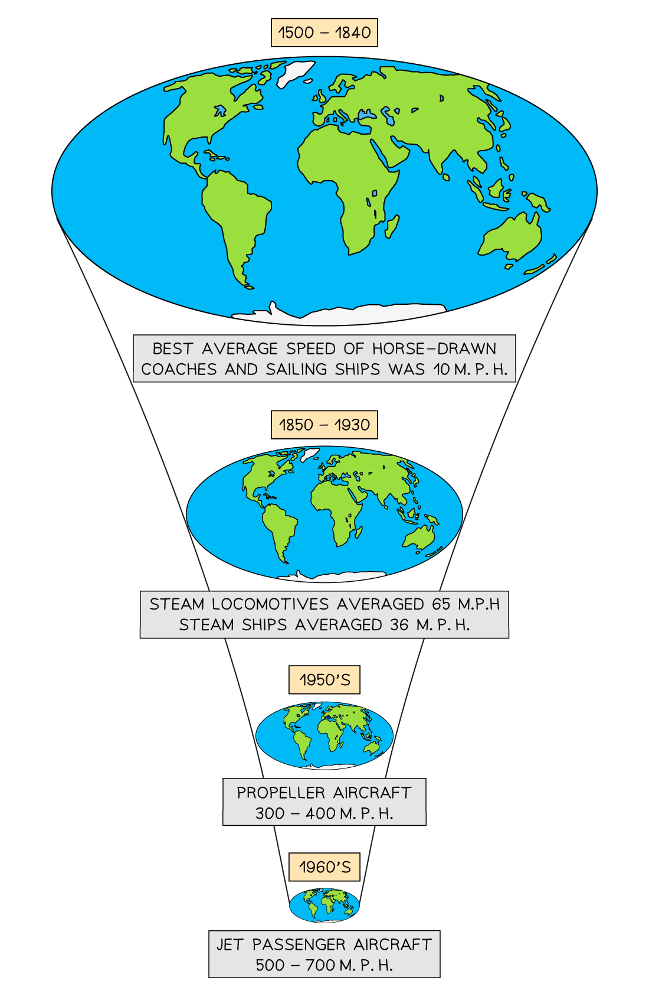 1500 – 1840
BEST AVERAGE SPEED OF HORSE–DRAWN
COACHES AND SAILING SHIPS WAS 10 M. P. H.
1850 – 1930
STEAM LOCOMOTIVES AVERAGED 65 M.P.H
STEAM SHIPS AVERAGED 36 M. P. H.
1950'S
PROPELLER AIRCRAFT
300 – 400 M. P. H.
1960'S
JET PASSENGER AIRCRAFT
500 – 700 M. P. H.